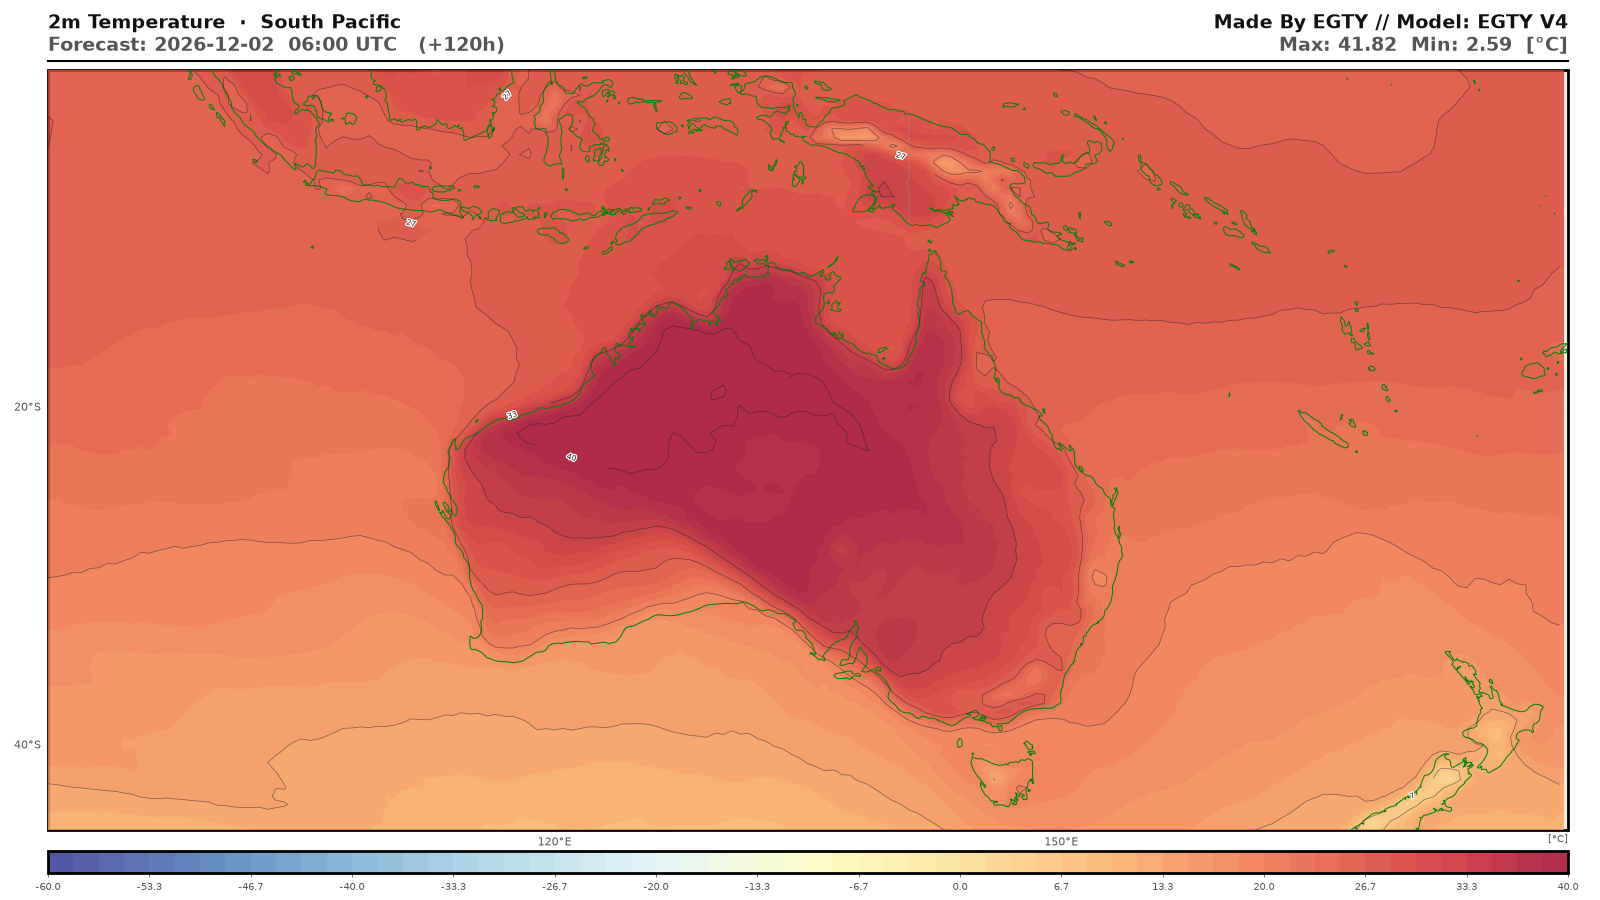 2m Temperature · South Pacific
Made By EGTY // Model: EGTY V4
Forecast: 2026-12-02 06:00 UTC (+120h)
Max: 41.82 Min: 2.59 [°C]
27
27
27
33
40
20°S
40°S
120°E
150°E
[°C]
-60.0
-53.3
-46.7
-40.0
-33.3
-26.7
-20.0
-13.3
-6.7
0.0
6.7
13.3
20.0
26.7
33.3
40.0